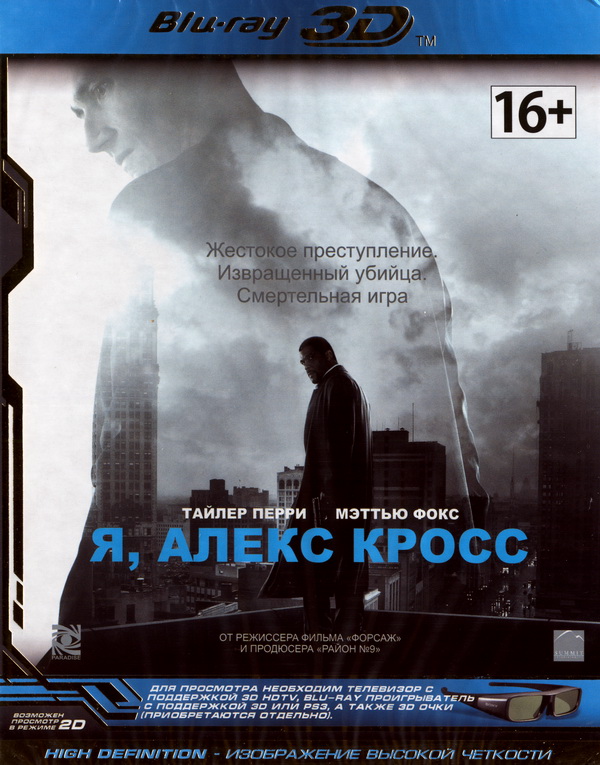 Blu-ray 3D™
16+
Жестокое преступление.
Извращенный убийца.
Смертельная игра
ТАЙЛЕР ПЕРРИ МЭТТЬЮ ФОКС
Я, АЛЕКС КРОСС
ОТ РЕЖИССЕРА ФИЛЬМА «ФОРСАЖ»
И ПРОДЮСЕРА «РАЙОН №9»
PARADISE
SUMMIT
ДЛЯ ПРОСМОТРА НЕОБХОДИМ ТЕЛЕВИЗОР С
ПОДДЕРЖКОЙ 3D HDTV, BLU-RAY ПРОИГРЫВАТЕЛЬ
С ПОДДЕРЖКОЙ 3D ИЛИ PS3, А ТАКЖЕ 3D ОЧКИ
(ПРИОБРЕТАЮТСЯ ОТДЕЛЬНО).
ВОЗМОЖЕН
ПРОСМОТР
В РЕЖИМЕ 2D
HIGH DEFINITION - ИЗОБРАЖЕНИЕ ВЫСОКОЙ ЧЕТКОСТИ